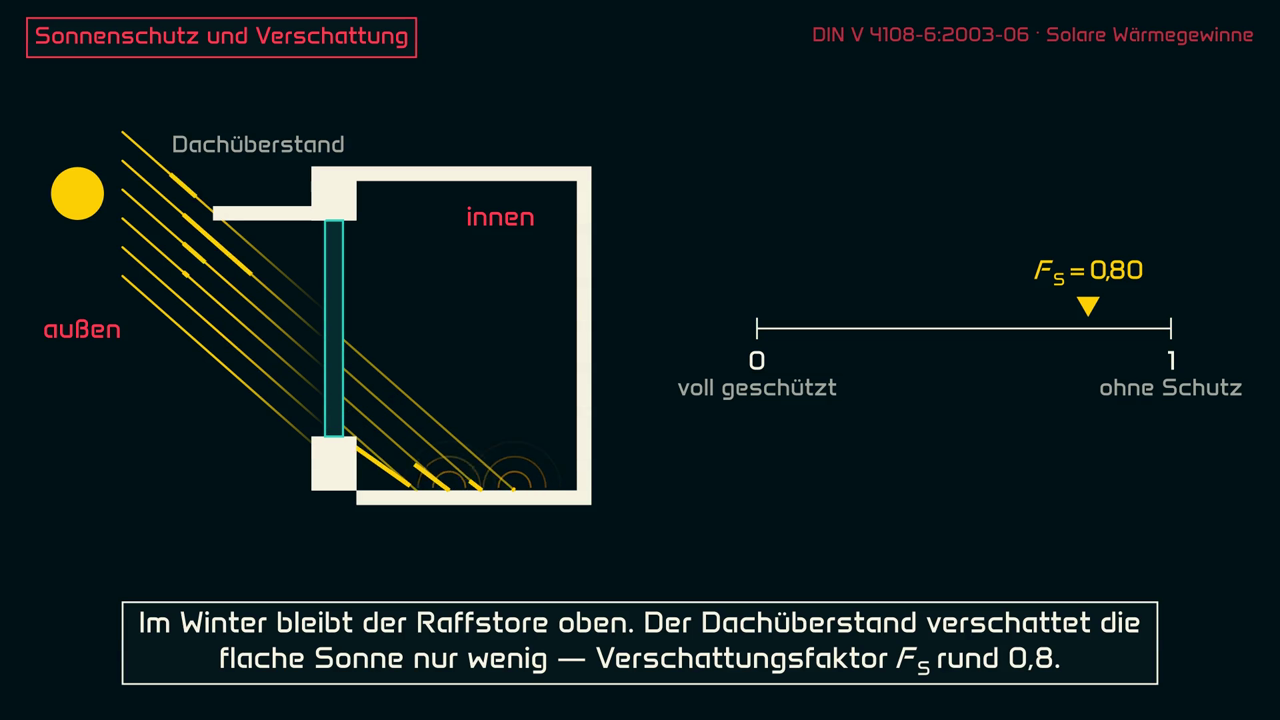 Sonnenschutz und Verschattung
DIN V 4108-6:2003-06 · Solare Wärmegewinne
Dachüberstand
innen
außen
F_S = 0,80
0
1
voll geschützt
ohne Schutz
Im Winter bleibt der Raffstore oben. Der Dachüberstand verschattet die
flache Sonne nur wenig — Verschattungsfaktor F_S rund 0,8.